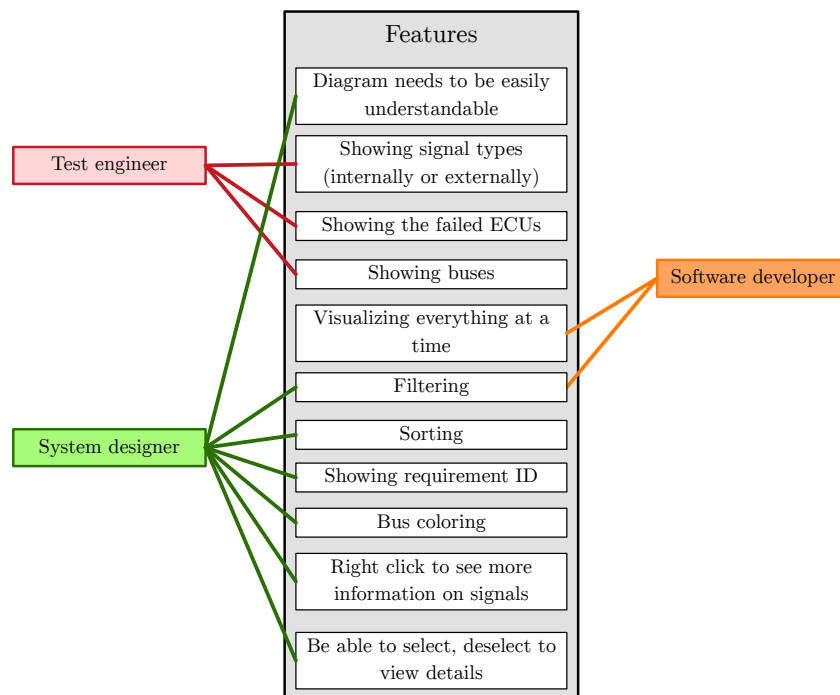 Features
Diagram needs to be easily
understandable
Test engineer
Showing signal types
(internally or externally)
Showing the failed ECUs
Showing buses
Software developer
Visualizing everything at a
time
Filtering
System designer
Sorting
Showing requirement ID
Bus coloring
Right click to see more
information on signals
Be able to select, deselect to
view details